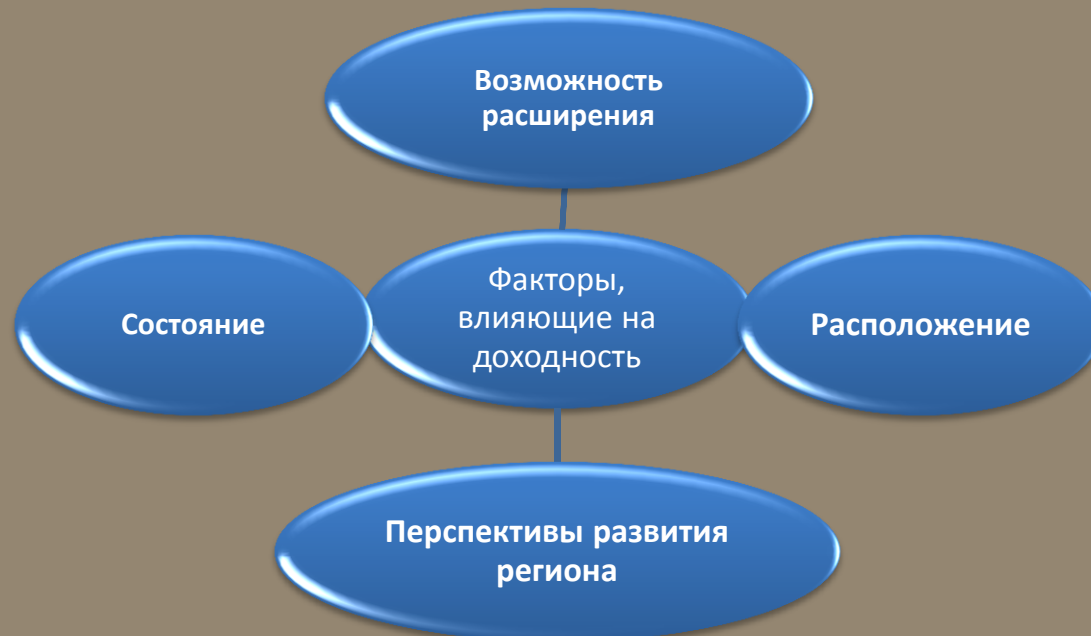 Возможность
расширения
Состояние
Факторы,
влияющие на
доходность
Расположение
Перспективы развития
региона